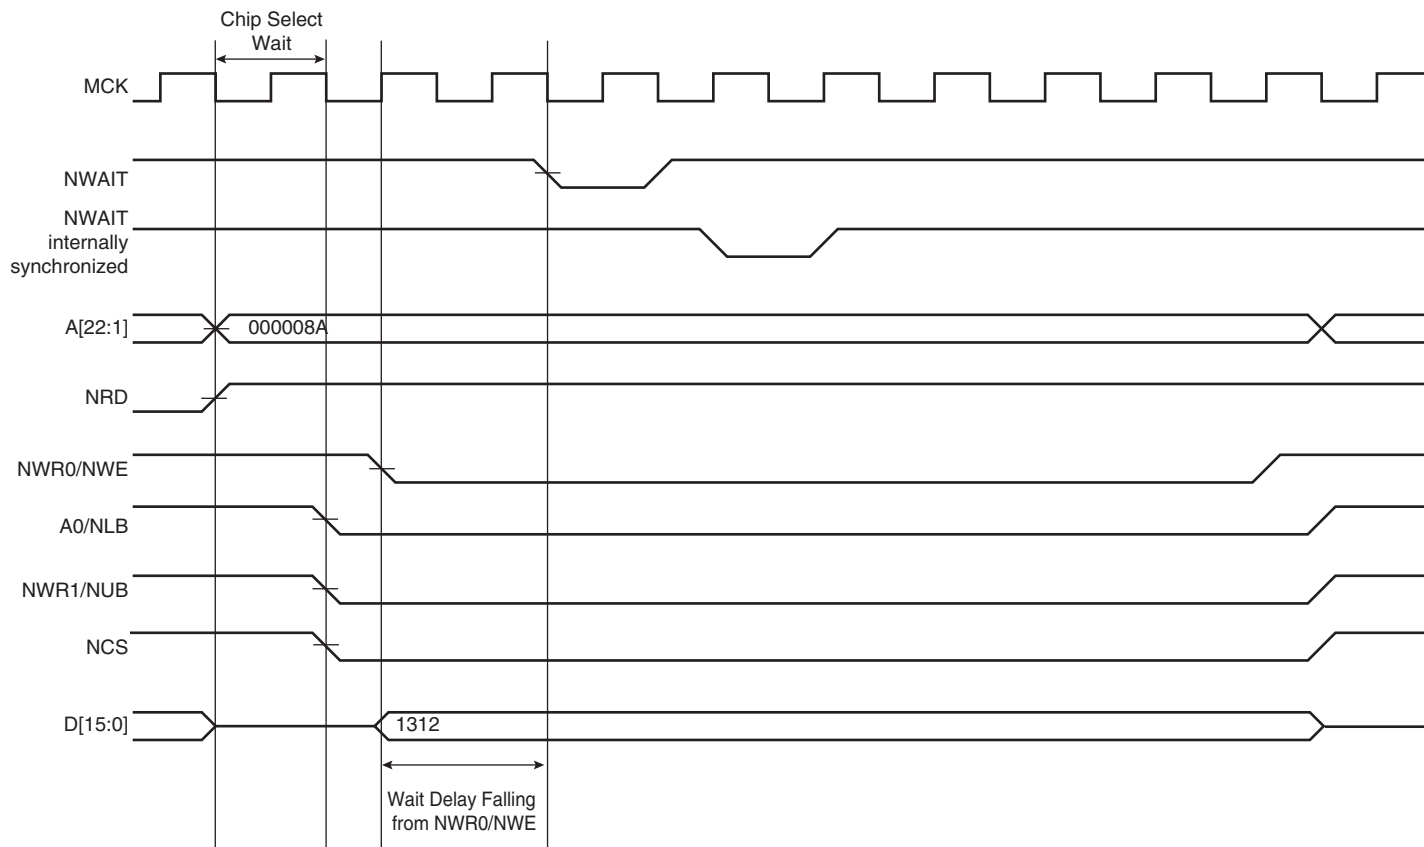 Chip Select
Wait
MCK
NWAIT
NWAIT
internally
synchronized
A[22:1]
000008A
NRD
NWR0/NWE
A0/NLB
NWR1/NUB
NCS
D[15:0]
1312
Wait Delay Falling
from NWR0/NWE